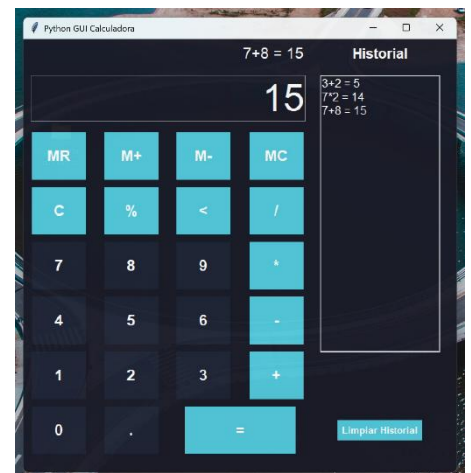 Python GUI Calculadora
7+8 = 15
Historial
15
3+2 = 5
7*2 = 14
7+8 = 15
MR M+ M- MC
C % < /
7 8 9 *
4 5 6 -
1 2 3 +
0 . =
Limpiar Historial